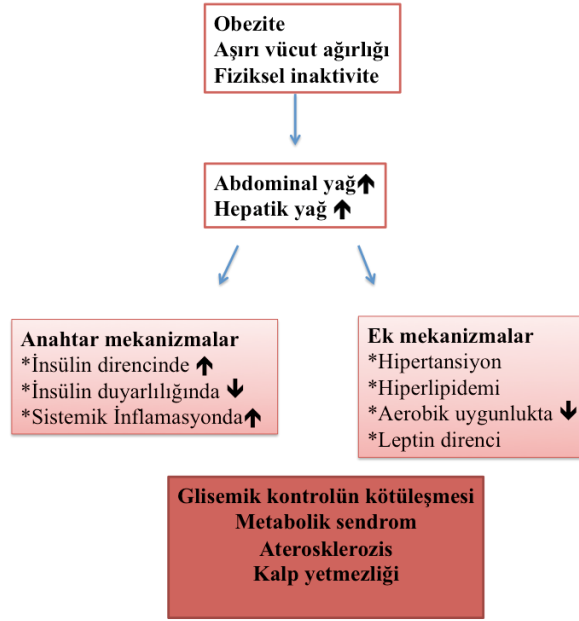 Obezite
Aşırı vücut ağırlığı
Fiziksel inaktivite
Abdominal yağ↑
Hepatik yağ ↑
Anahtar mekanizmalar
*İnsülin direncinde ↑
*İnsülin duyarlılığında ↓
*Sistemik İnflamasyonda↑
Ek mekanizmalar
*Hipertansiyon
*Hiperlipidemi
*Aerobik uygunlukta ↓
*Leptin direnci
Glisemik kontrolün kötüleşmesi
Metabolik sendrom
Aterosklerozis
Kalp yetmezliği